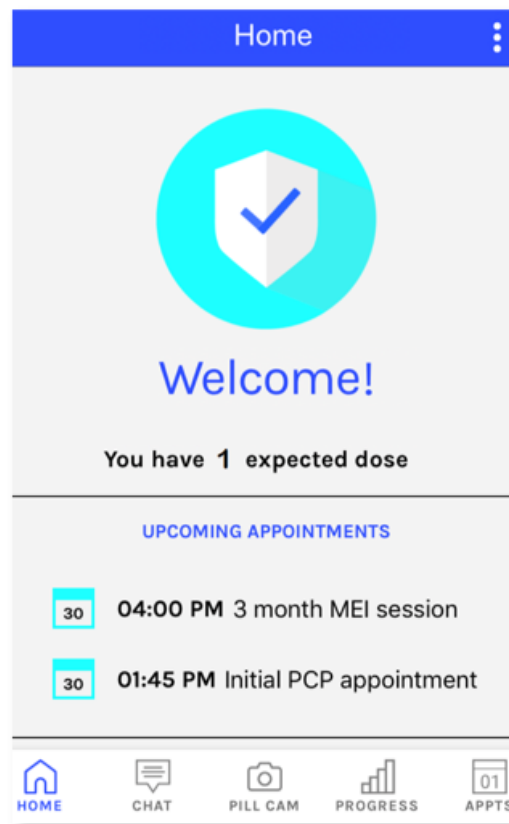 Home
Welcome!
You have 1 expected dose
UPCOMING APPOINTMENTS
30 04:00 PM 3 month MEI session
30 01:45 PM Initial PCP appointment
01
HOME CHAT PILL CAM PROGRESS APPTS